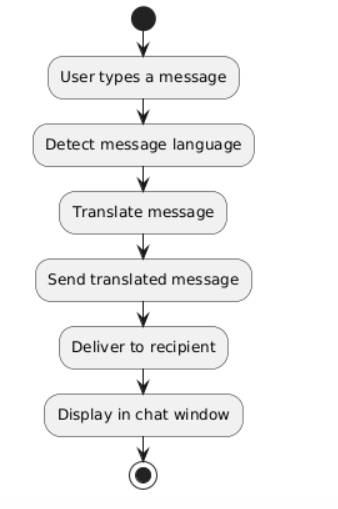 User types a message
Detect message language
Translate message
Send translated message
Deliver to recipient
Display in chat window